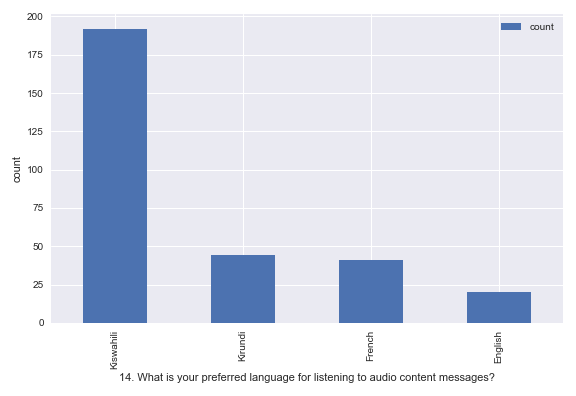 200
175
150
125
100
75
50
25
0
count
count
Kiswahili
Kirundi
French
English
14. What is your preferred language for listening to audio content messages?